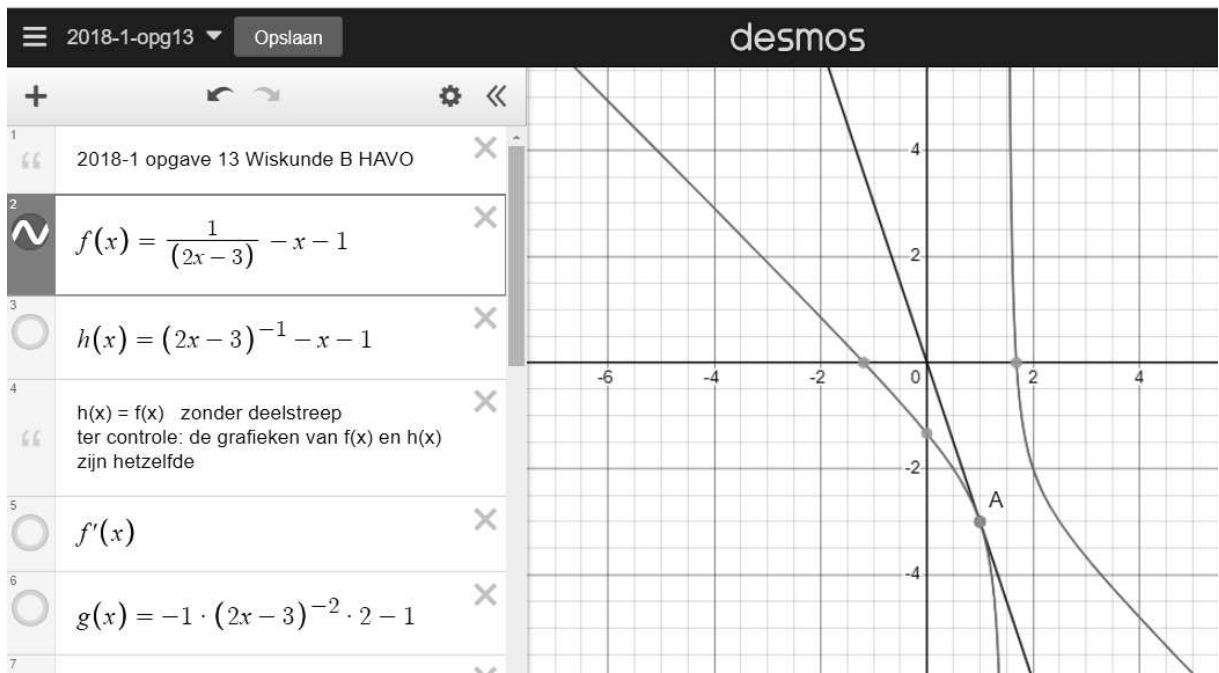 2018-1-opg13 Opslaan desmos
1
2018-1 opgave 13 Wiskunde B HAVO
2
f(x) = \frac{1}{(2x - 3)} - x - 1
3
h(x) = (2x - 3)^{-1} - x - 1
4
h(x) = f(x) zonder deelstreep
ter controle: de grafieken van f(x) en h(x)
zijn hetzelfde
5
f'(x)
6
g(x) = -1 · (2x - 3)^{-2} · 2 - 1
7
4
2
-6 -4 -2 0 2 4
-2
A
-4